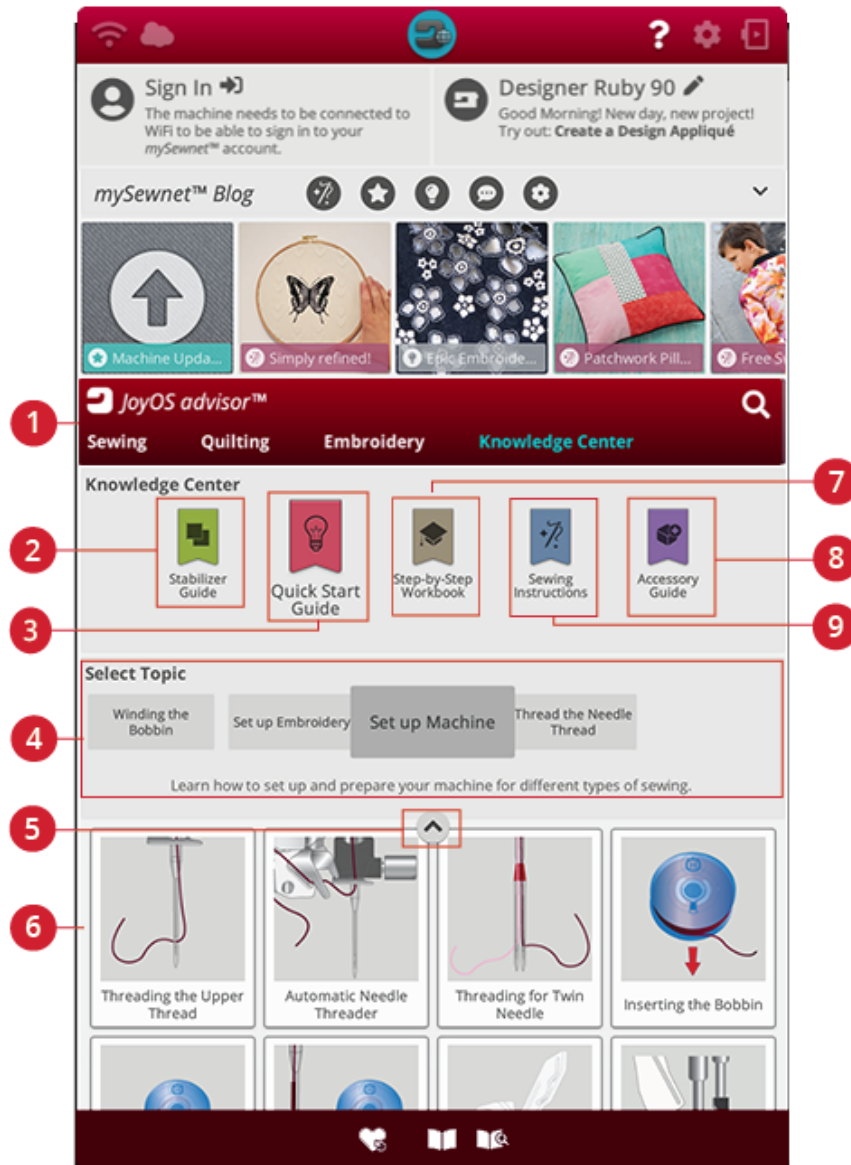 Sign In
The machine needs to be connected to
WiFi to be able to sign in to your
mySewnet™ account.
Designer Ruby 90
Good Morning! New day, new project!
Try out: Create a Design Appliqué
mySewnet™ Blog
Machine Upda...
Simply refined!
Epic Embroide...
Patchwork Pill...
Free S
1
JoyOS advisor™
Sewing
Quilting
Embroidery
Knowledge Center
Knowledge Center
7
2
Stabilizer
Guide
Quick Start
Guide
Step-by-Step
Workbook
Sewing
Instructions
Accessory
Guide
8
3
9
Select Topic
4
Winding the
Bobbin
Set up Embroidery
Set up Machine
Thread the Needle
Thread
Learn how to set up and prepare your machine for different types of sewing.
5
6
Threading the Upper
Thread
Automatic Needle
Threader
Threading for Twin
Needle
Inserting the Bobbin